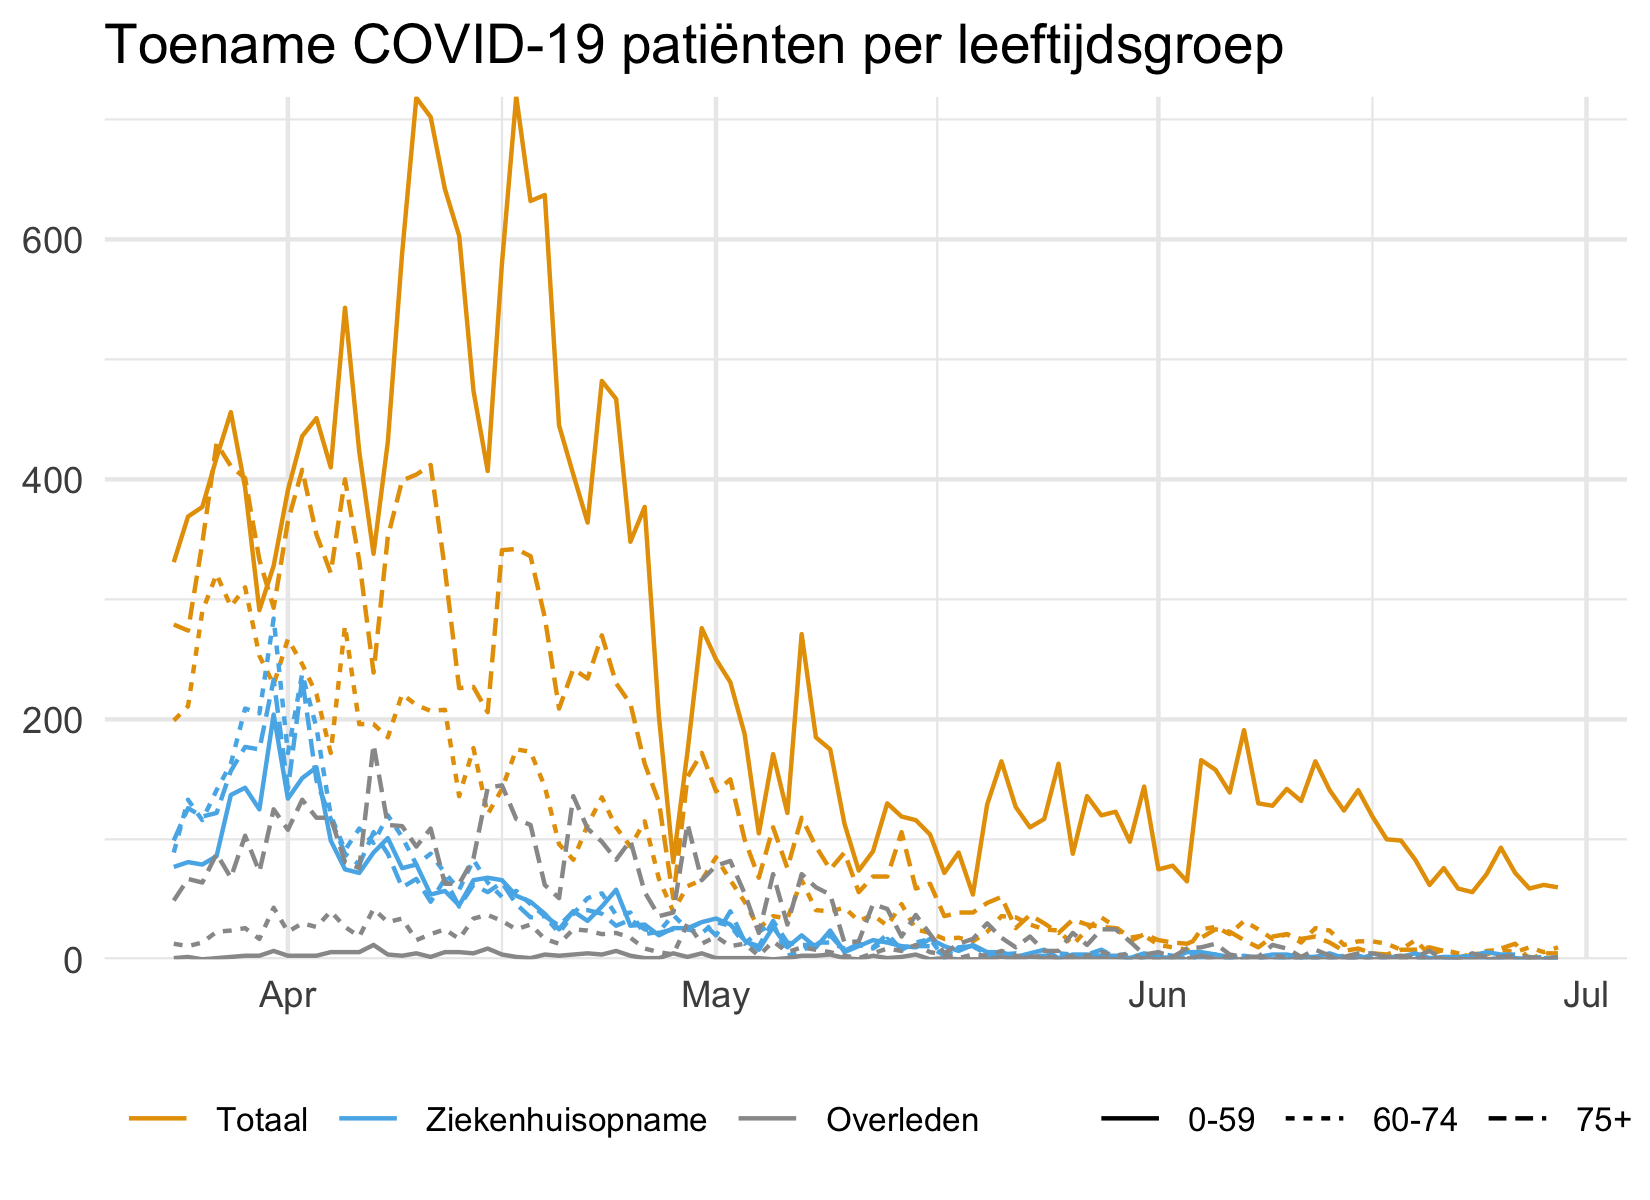 Toename COVID-19 patiënten per leeftijdsgroep
600
400
200
0
Apr May Jun Jul
Totaal Ziekenhuisopname Overleden 0-59 60-74 75+